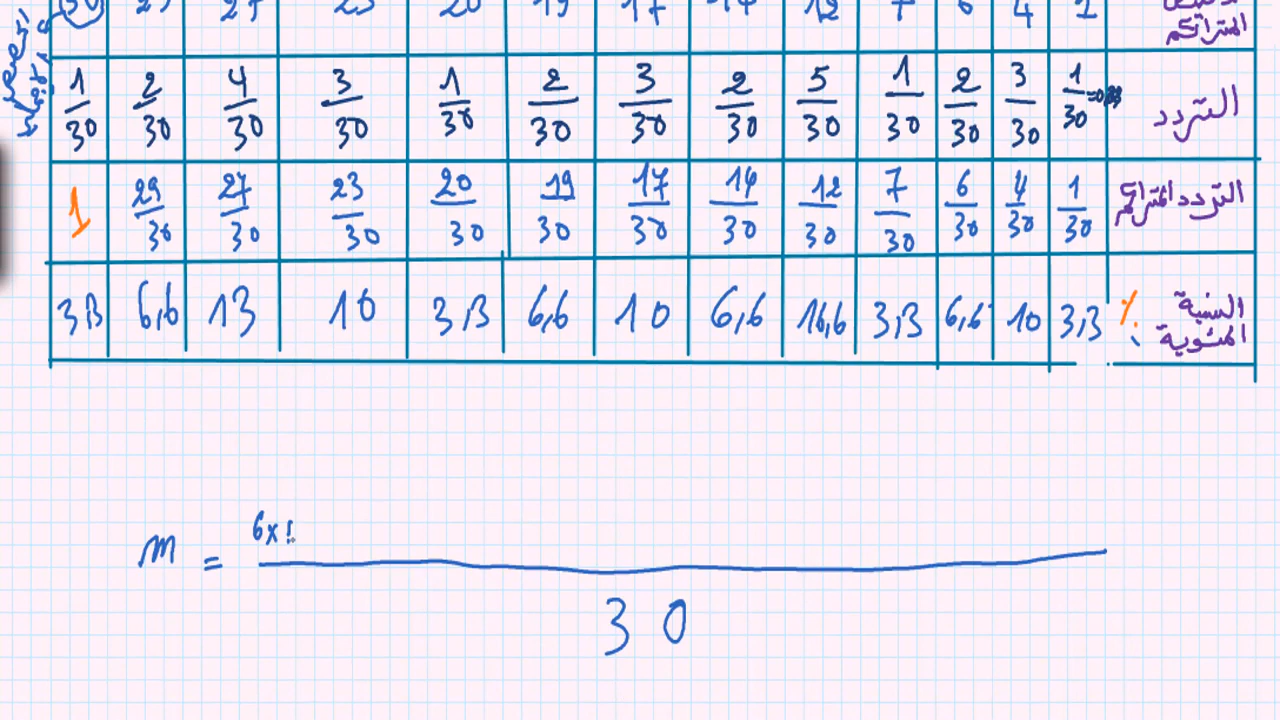 30 29 27 23 20 19 17 14 12 7 6 4 1
المتراكم
1/30 2/30 4/30 3/30 1/30 2/30 3/30 2/30 5/30 1/30 2/30 3/30 1/30 التردد
1 29/30 27/30 23/30 20/30 19/30 17/30 14/30 12/30 7/30 6/30 4/30 1/30 التردد المتراكم
3,3 6,6 13 10 3,3 6,6 10 6,6 16,6 3,3 6,6 10 3,3 % النسبة
المئوية
6x
m =
30